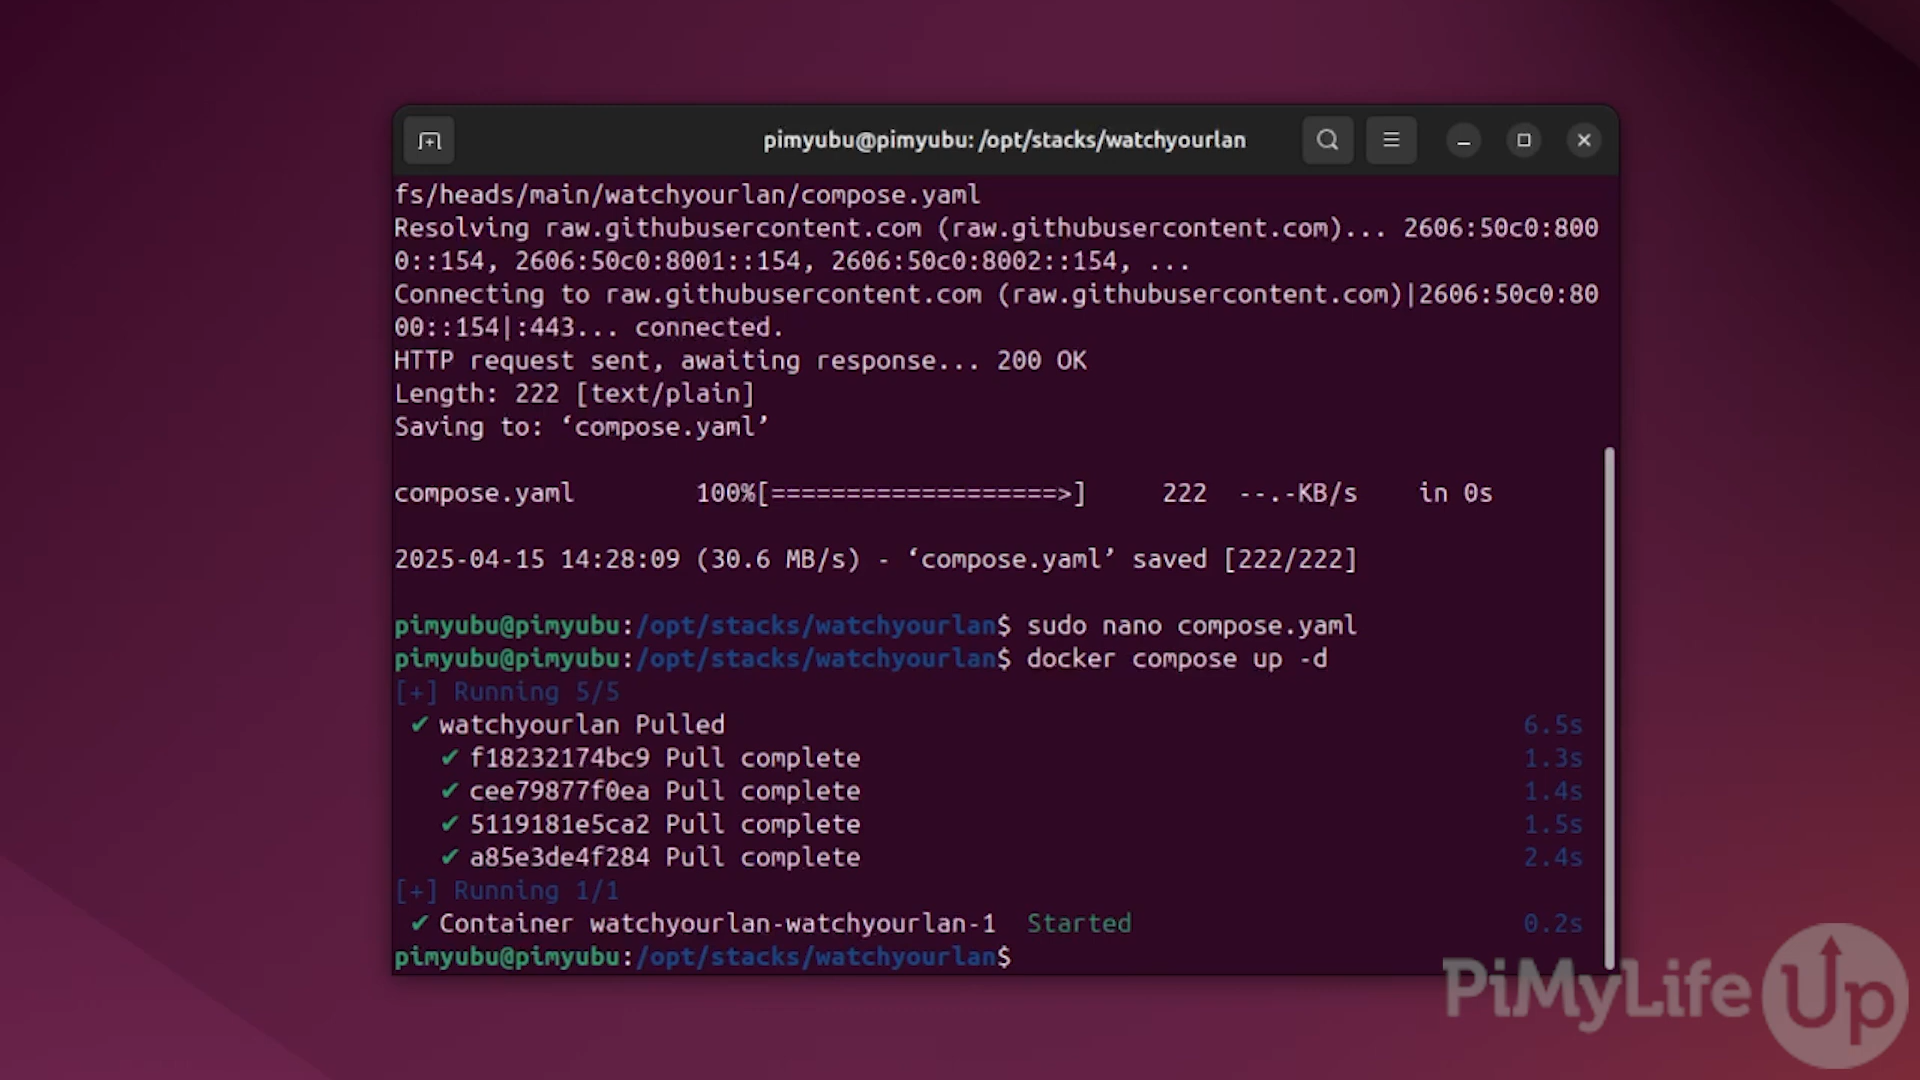 pimyubu@pimyubu: /opt/stacks/watchyourlan
fs/heads/main/watchyourlan/compose.yaml
Resolving raw.githubusercontent.com (raw.githubusercontent.com)... 2606:50c0:800
0::154, 2606:50c0:8001::154, 2606:50c0:8002::154, ...
Connecting to raw.githubusercontent.com (raw.githubusercontent.com)|2606:50c0:80
00::154|:443... connected.
HTTP request sent, awaiting response... 200 OK
Length: 222 [text/plain]
Saving to: ‘compose.yaml’
compose.yaml 100%[===================>] 222 --.-KB/s in 0s
2025-04-15 14:28:09 (30.6 MB/s) - ‘compose.yaml’ saved [222/222]
pimyubu@pimyubu:/opt/stacks/watchyourlan$ sudo nano compose.yaml
pimyubu@pimyubu:/opt/stacks/watchyourlan$ docker compose up -d
[+] Running 5/5
✔ watchyourlan Pulled 6.5s
✔ f18232174bc9 Pull complete 1.3s
✔ cee79877f0ea Pull complete 1.4s
✔ 5119181e5ca2 Pull complete 1.5s
✔ a85e3de4f284 Pull complete 2.4s
[+] Running 1/1
✔ Container watchyourlan-watchyourlan-1 Started 0.2s
pimyubu@pimyubu:/opt/stacks/watchyourlan$
PiMyLife Up